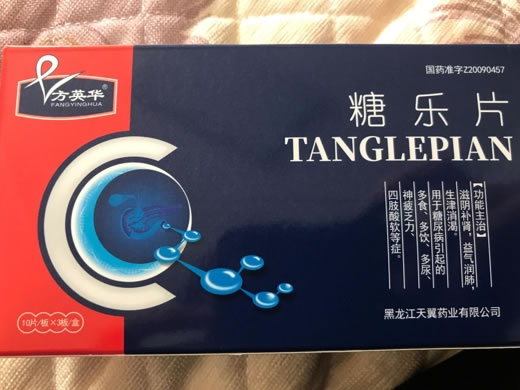 国药准字Z20090457
方英华®
FANGYINGHUA
糖乐片
TANGLEPIAN
【功能主治】
滋阴补肾,益气润肺,
生津消渴。
用于糖尿病引起的
多食、多饮、多尿、
神疲乏力、
四肢酸软等症。
10片/板×3板/盒
黑龙江天翼药业有限公司